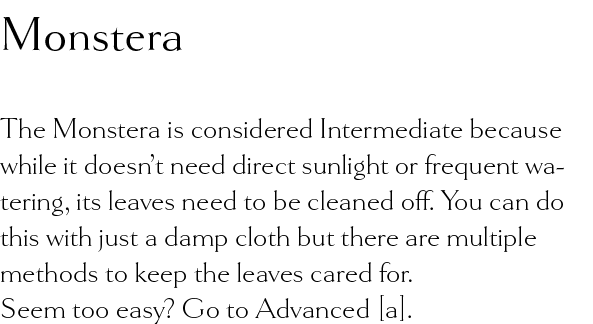 Monstera
The Monstera is considered Intermediate because
while it doesn’t need direct sunlight or frequent wa-
tering, its leaves need to be cleaned off. You can do
this with just a damp cloth but there are multiple
methods to keep the leaves cared for.
Seem too easy? Go to Advanced [a].